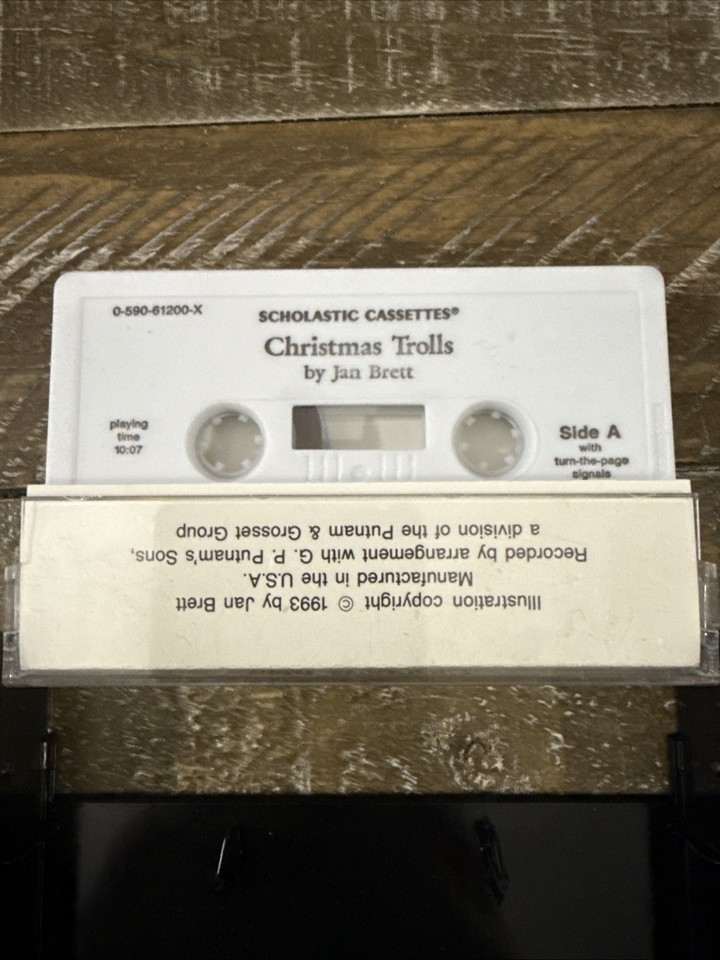 0-590-61200-X
SCHOLASTIC CASSETTES®
Christmas Trolls
by Jan Brett
playing
time
10:07
Side A
with
turn-the-page
signals
Illustration copyright © 1993 by Jan Brett
Manufactured in the U.S.A.
Recorded by arrangement with G. P. Putnam's Sons,
a division of the Putnam & Grosset Group